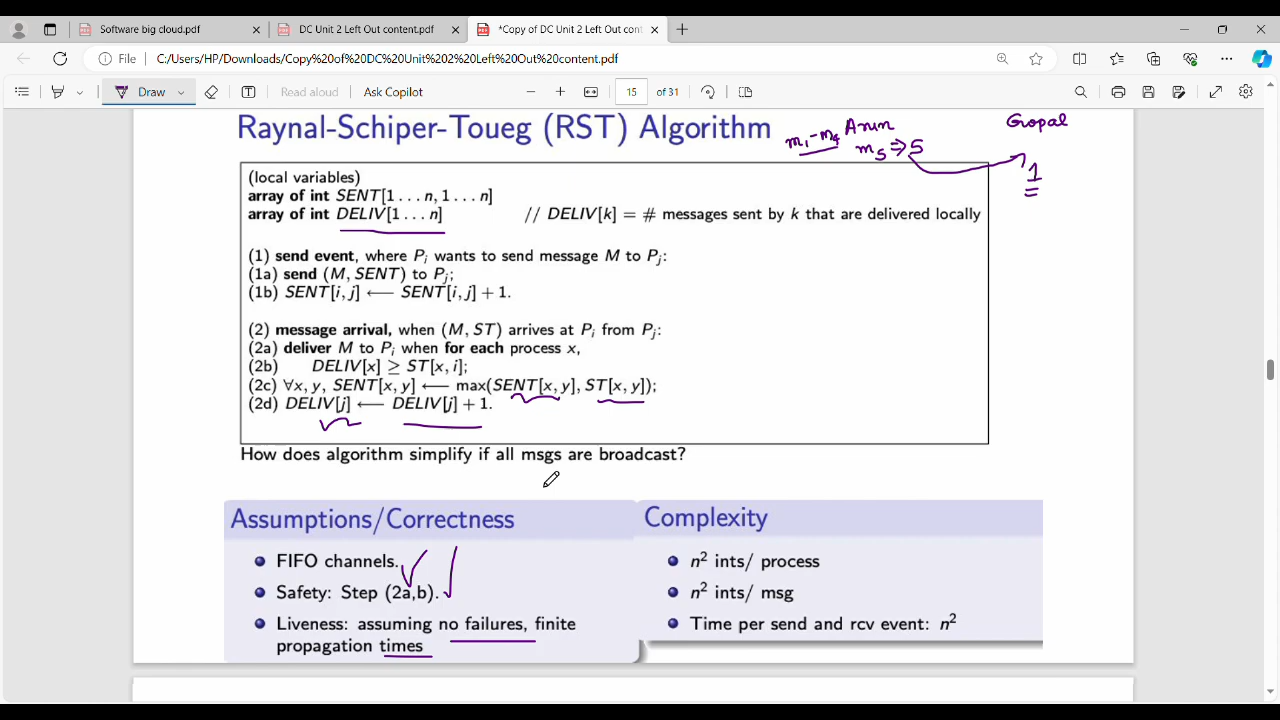 Software big cloud.pdf
DC Unit 2 Left Out content.pdf
*Copy of DC Unit 2 Left Out cont
File
C:/Users/HP/Downloads/Copy%20of%20DC%20Unit%202%20Left%20Out%20Content.pdf
Draw
Read aloud
Ask Copilot
15 of 31
Raynal-Schiper-Toueg (RST) Algorithm
m1-m4 Arun
m5 ⇒ 5
Gopal
1
(local variables)
array of int SENT[1 . . . n, 1 . . . n]
array of int DELIV[1 . . . n] // DELIV[k] = # messages sent by k that are delivered locally
(1) send event, where Pi wants to send message M to Pj:
(1a) send (M, SENT) to Pj;
(1b) SENT[i, j] ⟵ SENT[i, j] + 1.
(2) message arrival, when (M, ST) arrives at Pi from Pj:
(2a) deliver M to Pi when for each process x,
(2b) DELIV[x] ≥ ST[x, i];
(2c) ∀x, y, SENT[x, y] ⟵ max(SENT[x, y], ST[x, y]);
(2d) DELIV[j] ⟵ DELIV[j] + 1.
How does algorithm simplify if all msgs are broadcast?
Assumptions/Correctness
FIFO channels.
Safety: Step (2a,b).
Liveness: assuming no failures, finite
propagation times
Complexity
n² ints/ process
n² ints/ msg
Time per send and rcv event: n²